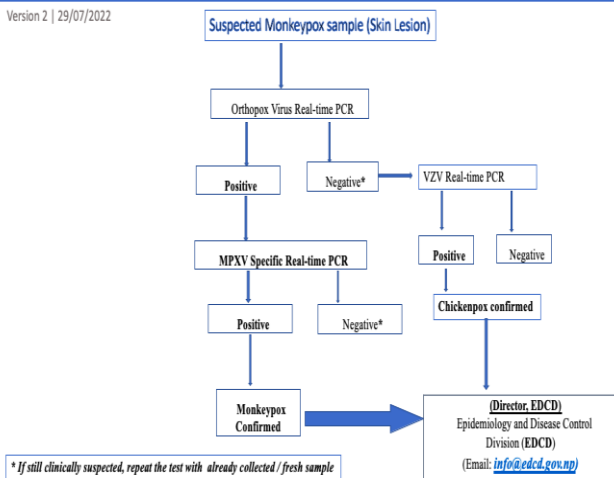 Version 2 | 29/07/2022
Suspected Monkeypox sample (Skin Lesion)
Orthopox Virus Real-time PCR
Positive
Negative*
VZV Real-time PCR
MPXV Specific Real-time PCR
Positive
Negative
Chickenpox confirmed
Positive
Negative*
Monkeypox
Confirmed
(Director, EDCD)
Epidemiology and Disease Control
Division (EDCD)
(Email: info@edcd.gov.np)
* If still clinically suspected, repeat the test with already collected / fresh sample